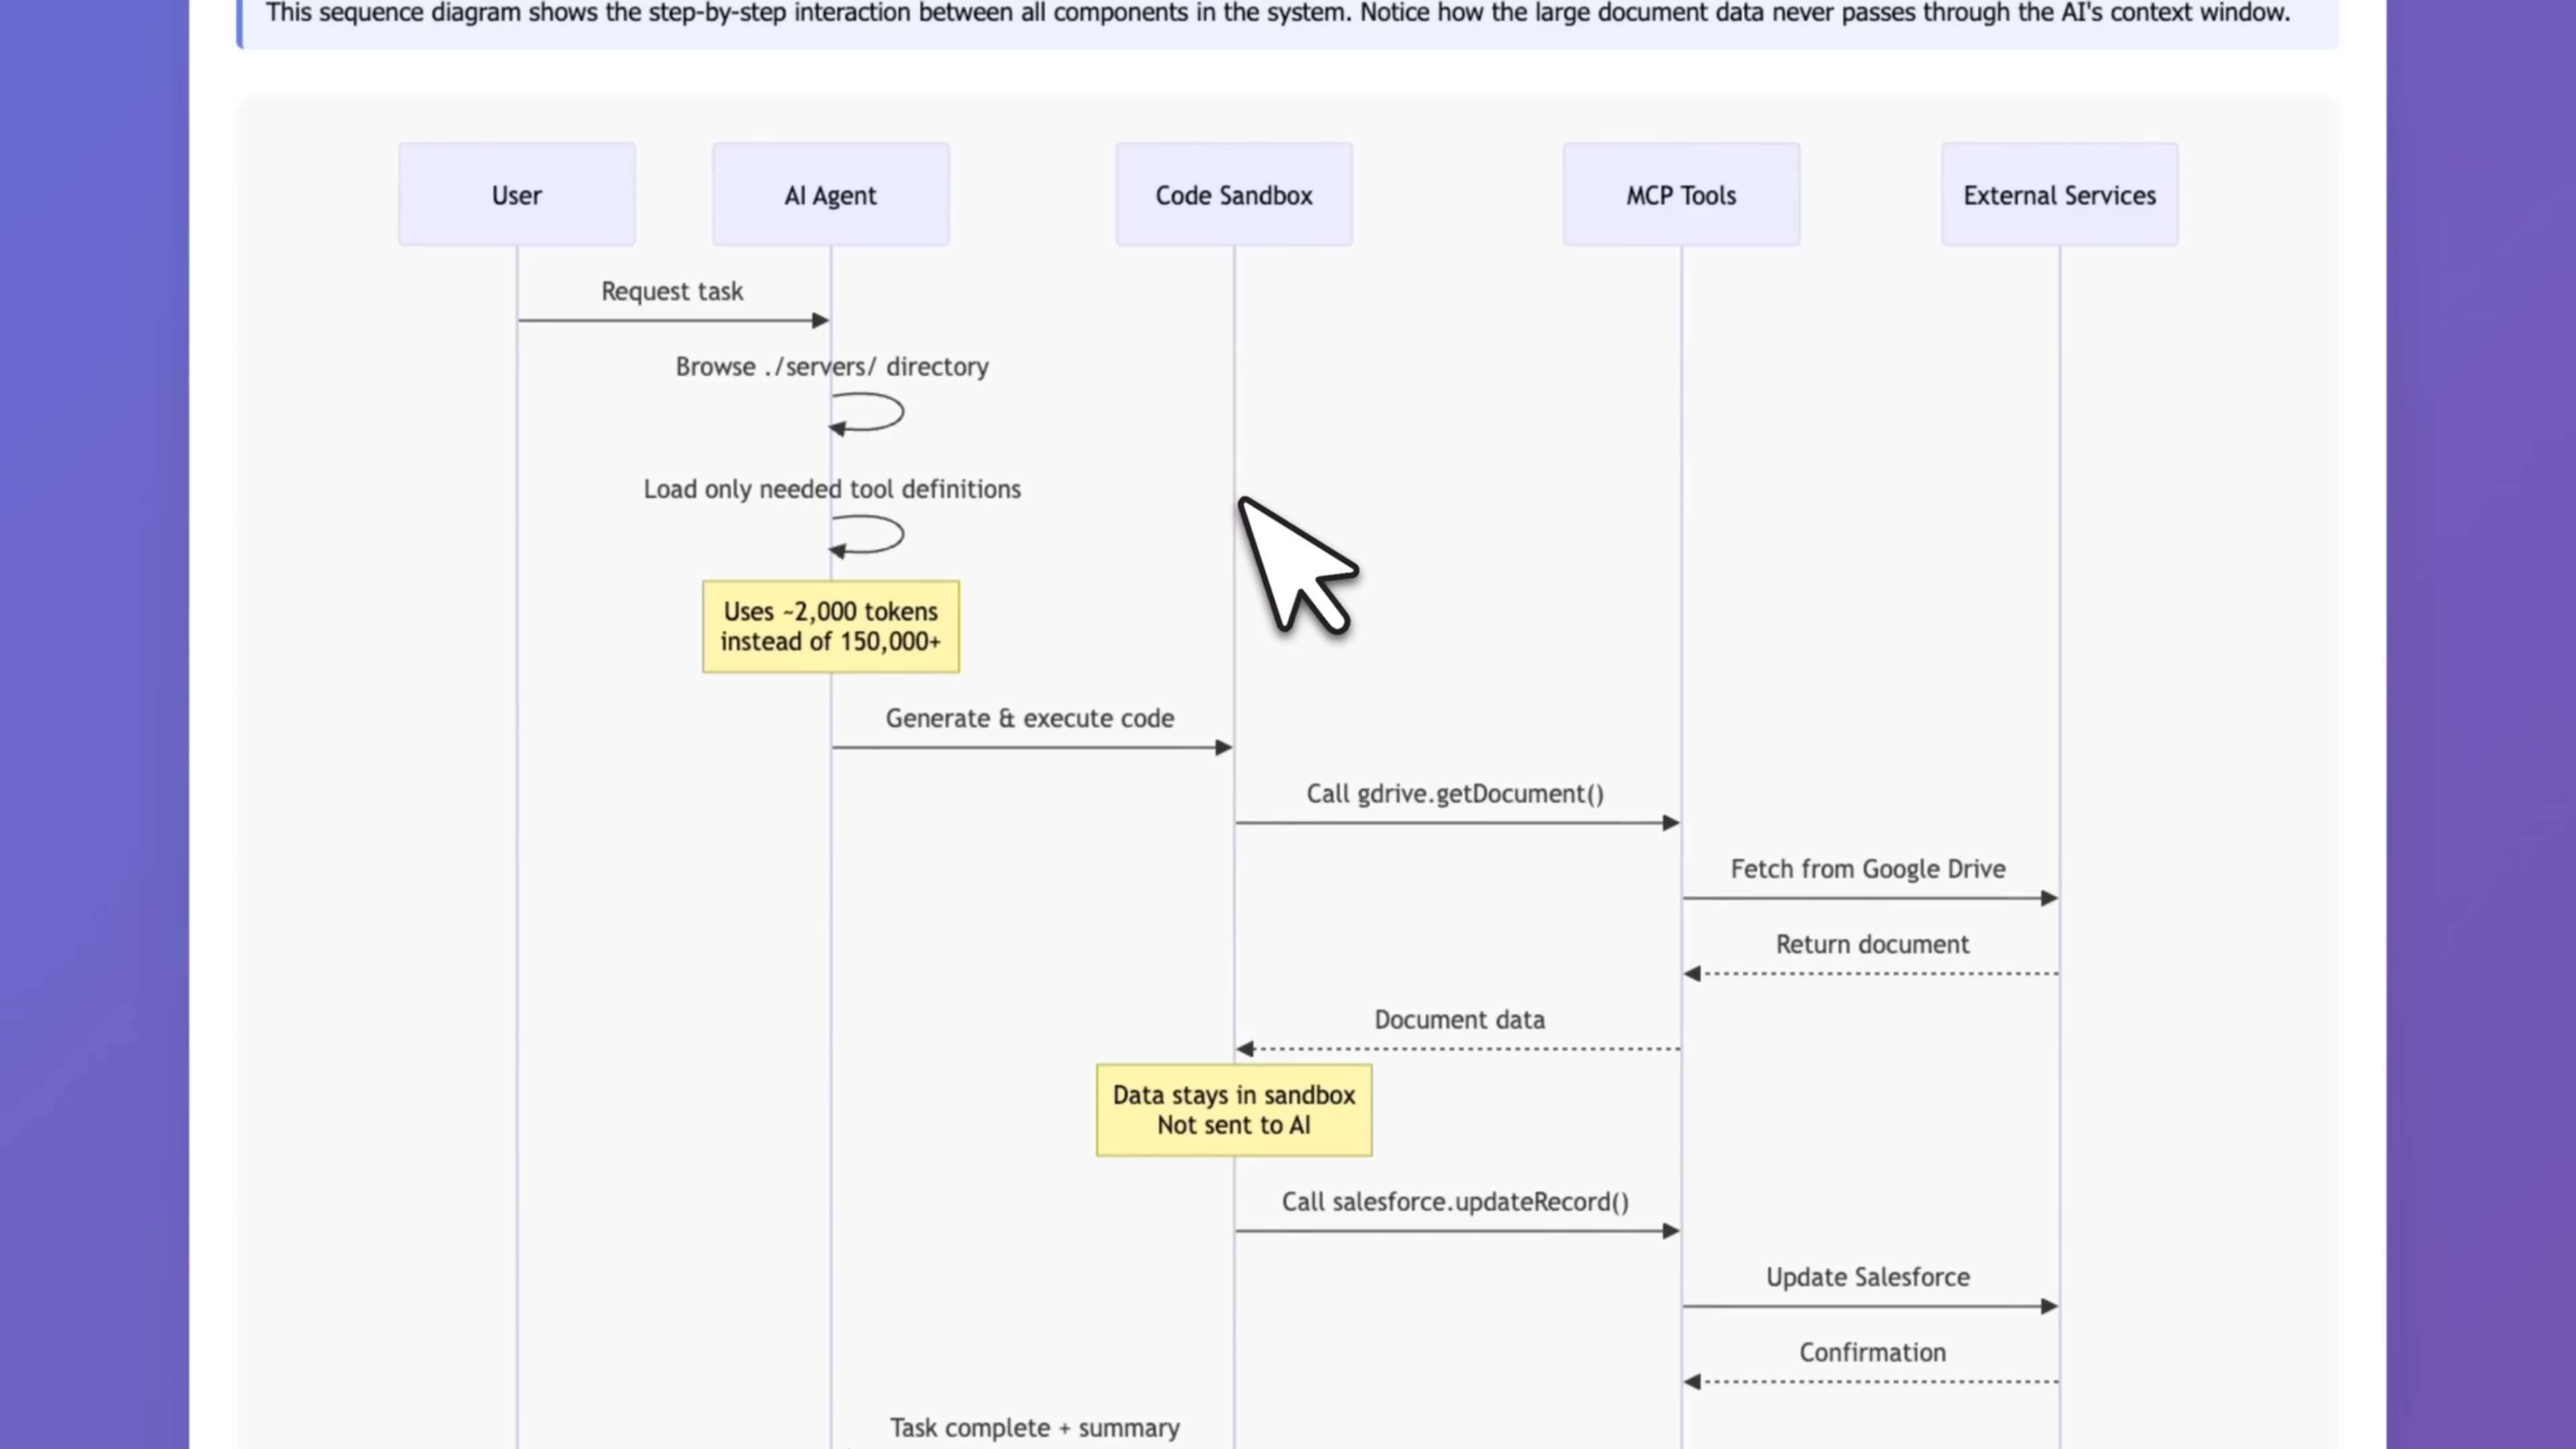 This sequence diagram shows the step-by-step interaction between all components in the system. Notice how the large document data never passes through the AI's context window.
User
AI Agent
Code Sandbox
MCP Tools
External Services
Request task
Browse ./servers/ directory
Load only needed tool definitions
Uses ~2,000 tokens
instead of 150,000+
Generate & execute code
Call gdrive.getDocument()
Fetch from Google Drive
Return document
Document data
Data stays in sandbox
Not sent to AI
Call salesforce.updateRecord()
Update Salesforce
Confirmation
Task complete + summary